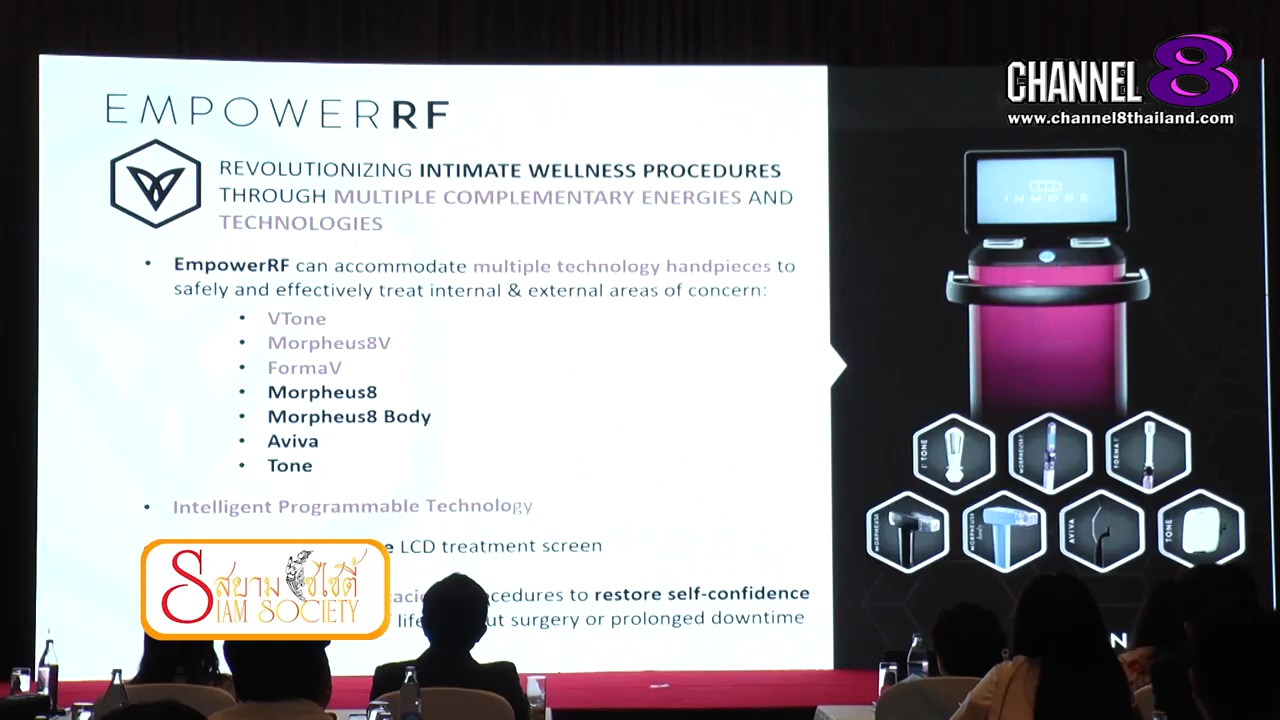 CHANNEL 8
www.channel8thailand.com
EMPOWERRF
REVOLUTIONIZING INTIMATE WELLNESS PROCEDURES
THROUGH MULTIPLE COMPLEMENTARY ENERGIES AND
TECHNOLOGIES
• EmpowerRF can accommodate multiple technology handpieces to
safely and effectively treat internal & external areas of concern:
• VTone
• Morpheus8V
• FormaV
• Morpheus8
• Morpheus8 Body
• Aviva
• Tone
• Intelligent Programmable Technology
LCD treatment screen
to restore self-confidence
surgery or prolonged downtime
INMODE
MORPHEUS8
MORPHEUS8
body
AVIVA
TONE
สยามโซไซตี้
SIAM SOCIETY